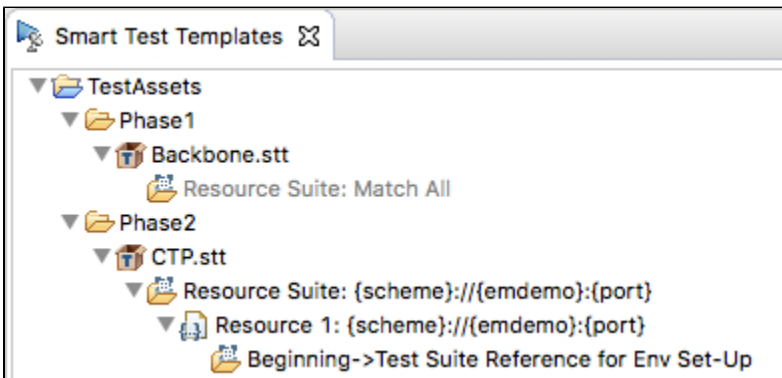 Smart Test Templates
TestAssets
Phase1
Backbone.stt
Resource Suite: Match All
Phase2
CTP.stt
Resource Suite: {scheme}://{emdemo}:{port}
Resource 1: {scheme}://{emdemo}:{port}
Beginning->Test Suite Reference for Env Set-Up